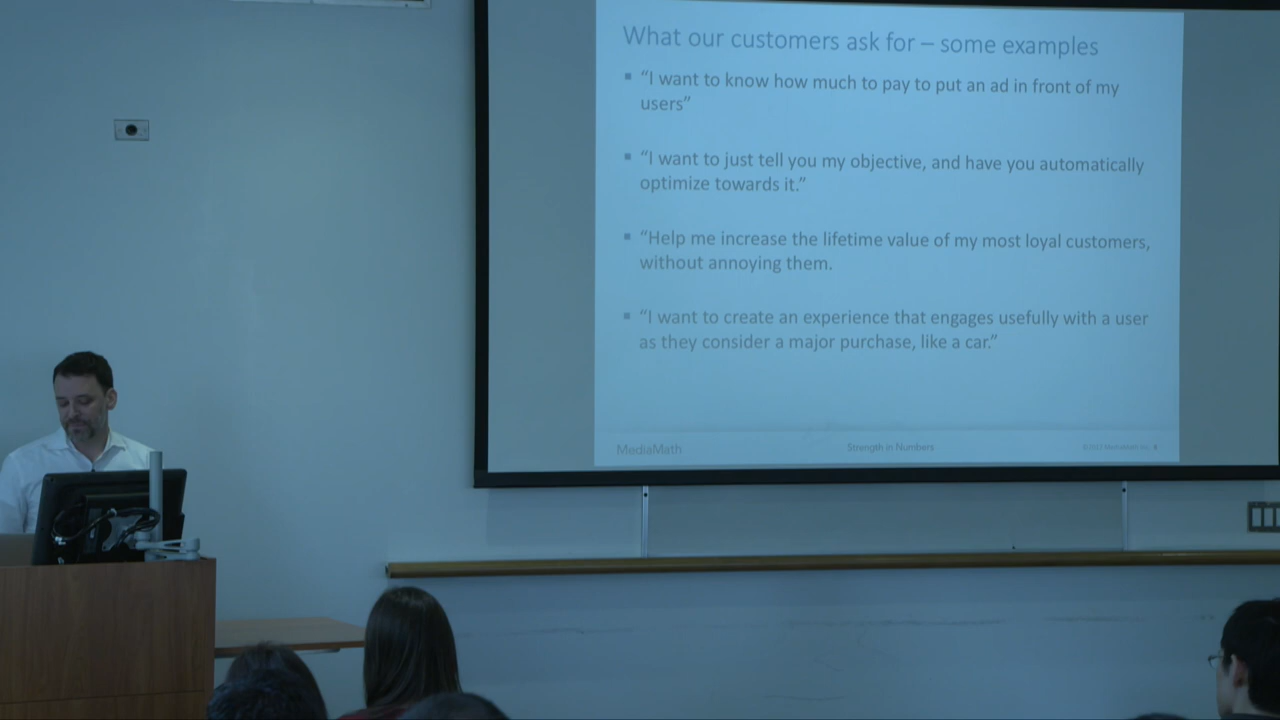 What our customers ask for – some examples
▪ “I want to know how much to pay to put an ad in front of my
users”
▪ “I want to just tell you my objective, and have you automatically
optimize towards it.”
▪ “Help me increase the lifetime value of my most loyal customers,
without annoying them.
▪ “I want to create an experience that engages usefully with a user
as they consider a major purchase, like a car.”
MediaMath
Strength in Numbers